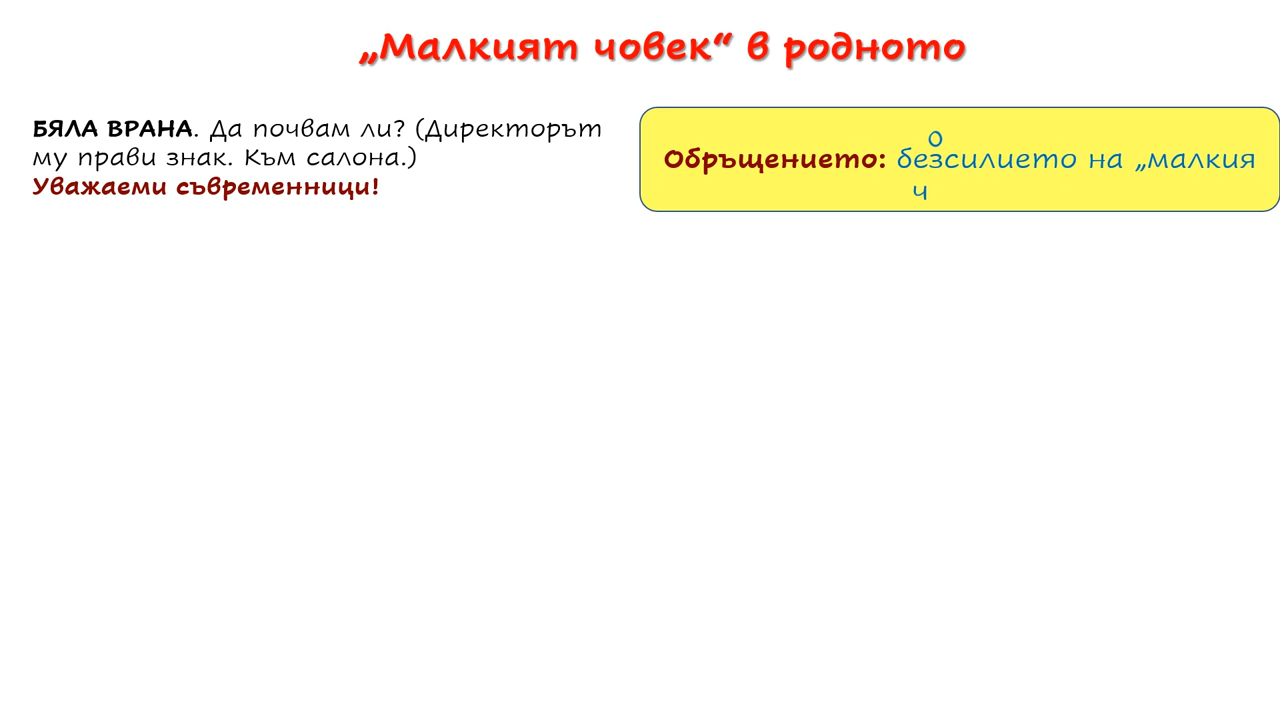 „Малкият човек“ в родното
БЯЛА ВРАНА. Да почвам ли? (Директорът
му прави знак. Към салона.)
Уважаеми съвременници!
Обръщението: безсилието на „малкия
ч
о